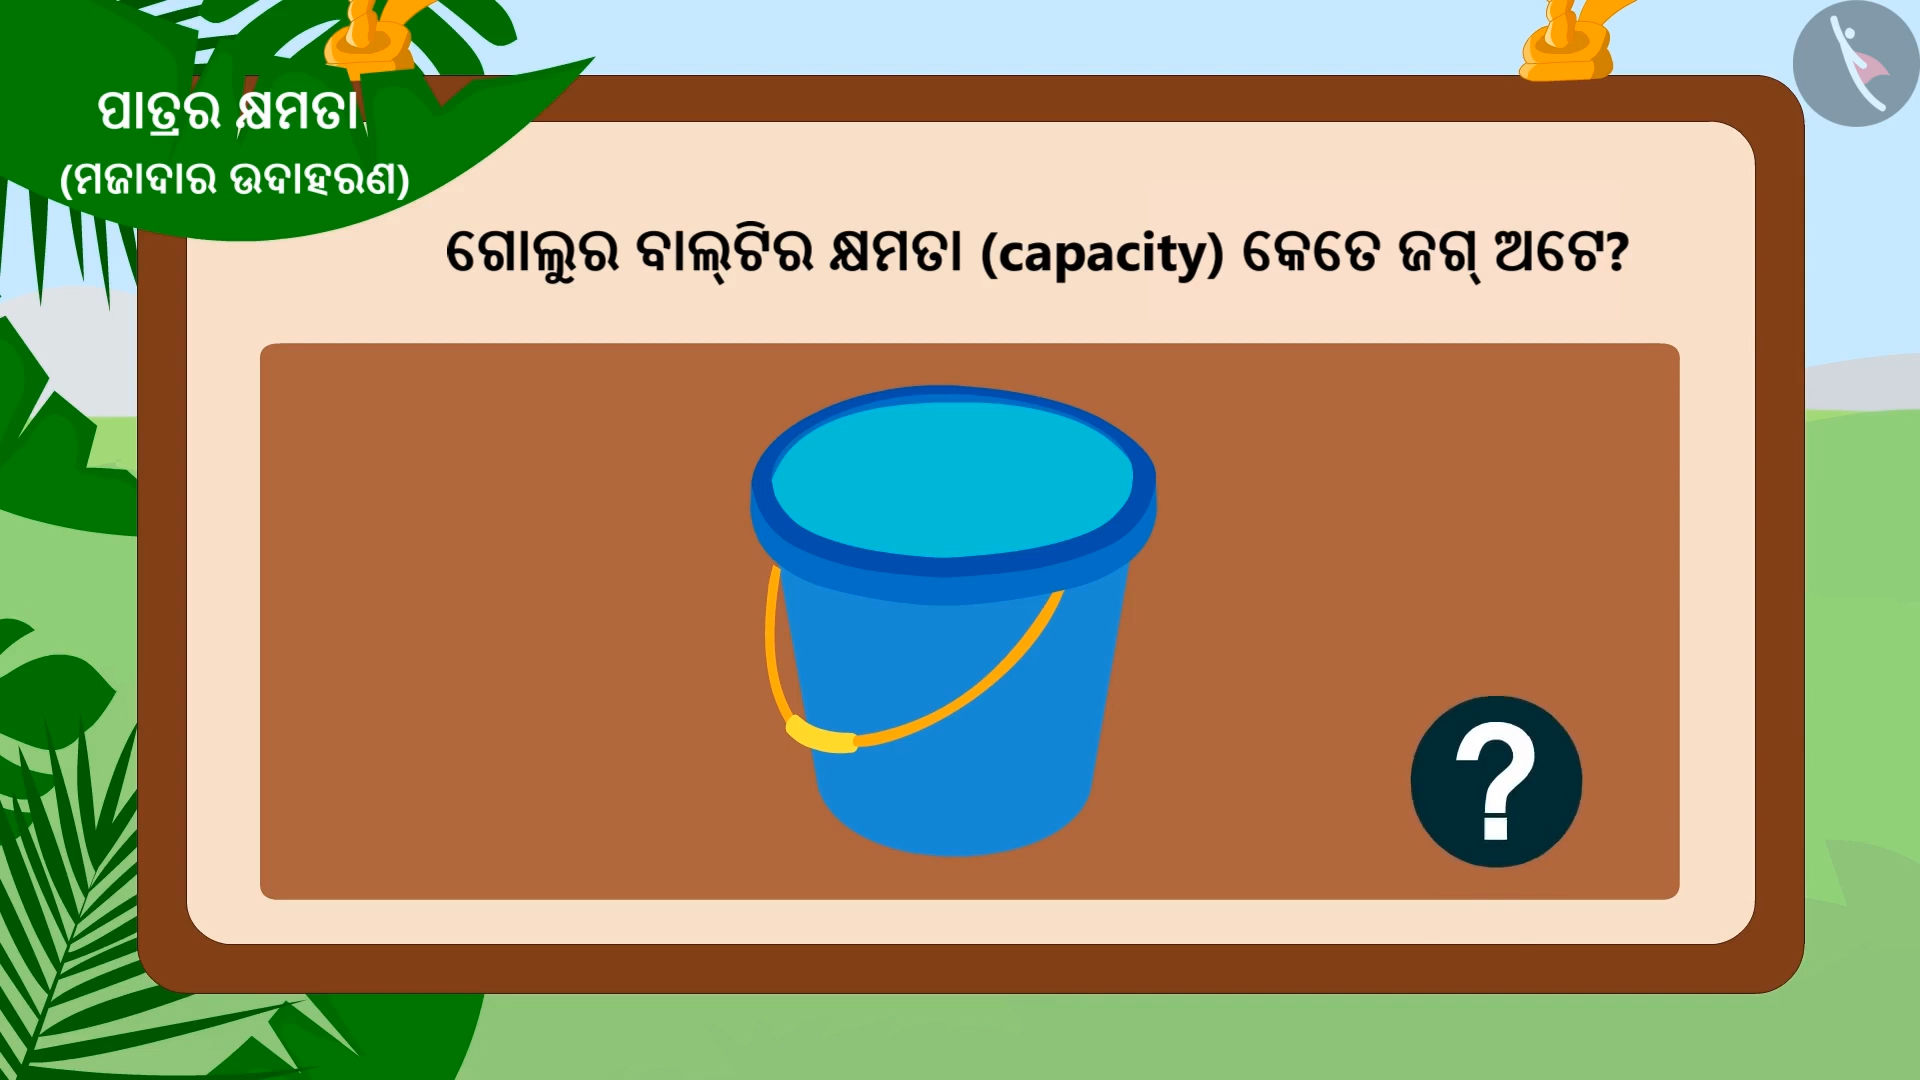 ପାତ୍ରର କ୍ଷମତା
(ମଜାଦାର ଉଦାହରଣ)
ଗୋଲୁର ବାଲ୍‌ଟିର କ୍ଷମତା (capacity) କେତେ ଜଗ୍ ଅଟେ?
?